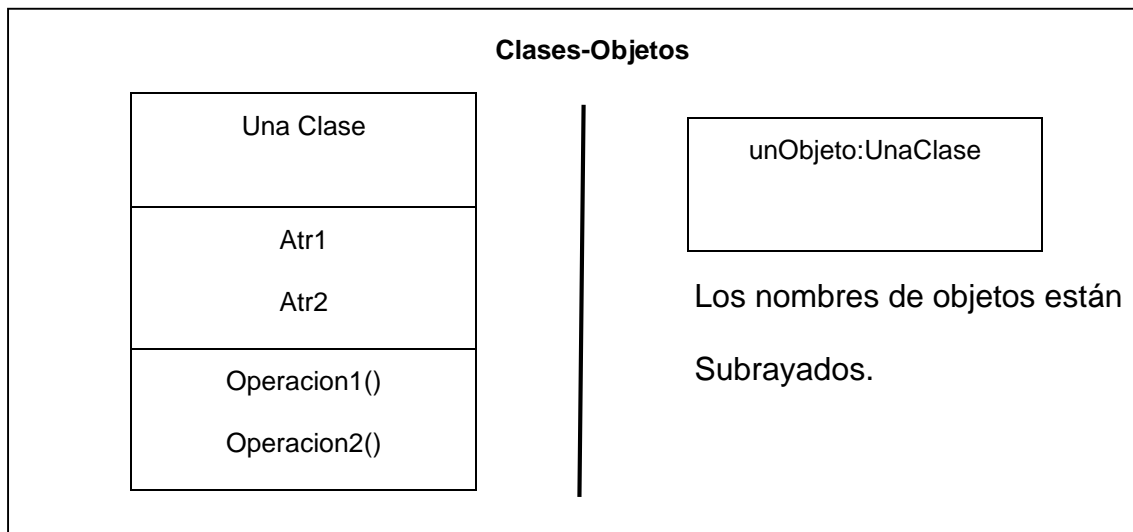 Clases-Objetos
Una Clase
Atr1
Atr2
Operacion1()
Operacion2()
unObjeto:UnaClase
Los nombres de objetos están
Subrayados.